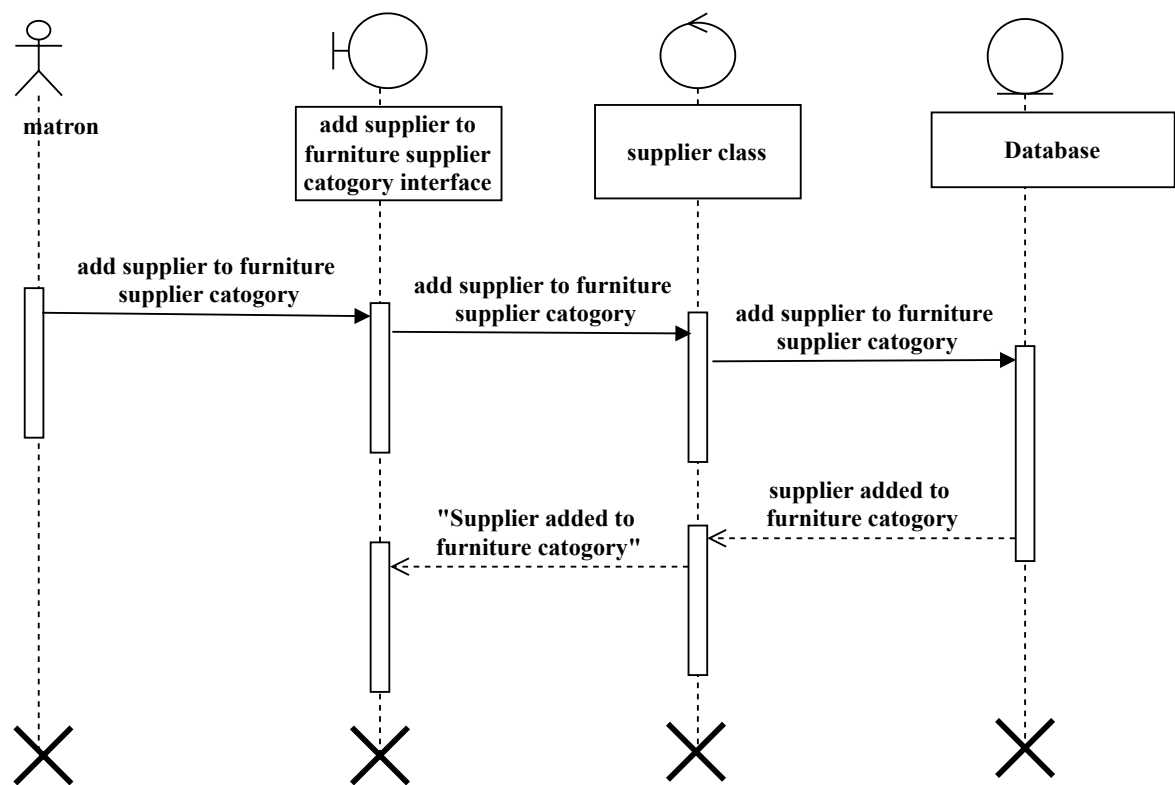 matron
add supplier to
furniture supplier
catogory interface
supplier class
Database
add supplier to furniture
supplier catogory
add supplier to furniture
supplier catogory
add supplier to furniture
supplier catogory
supplier added to
furniture catogory
"Supplier added to
furniture catogory"